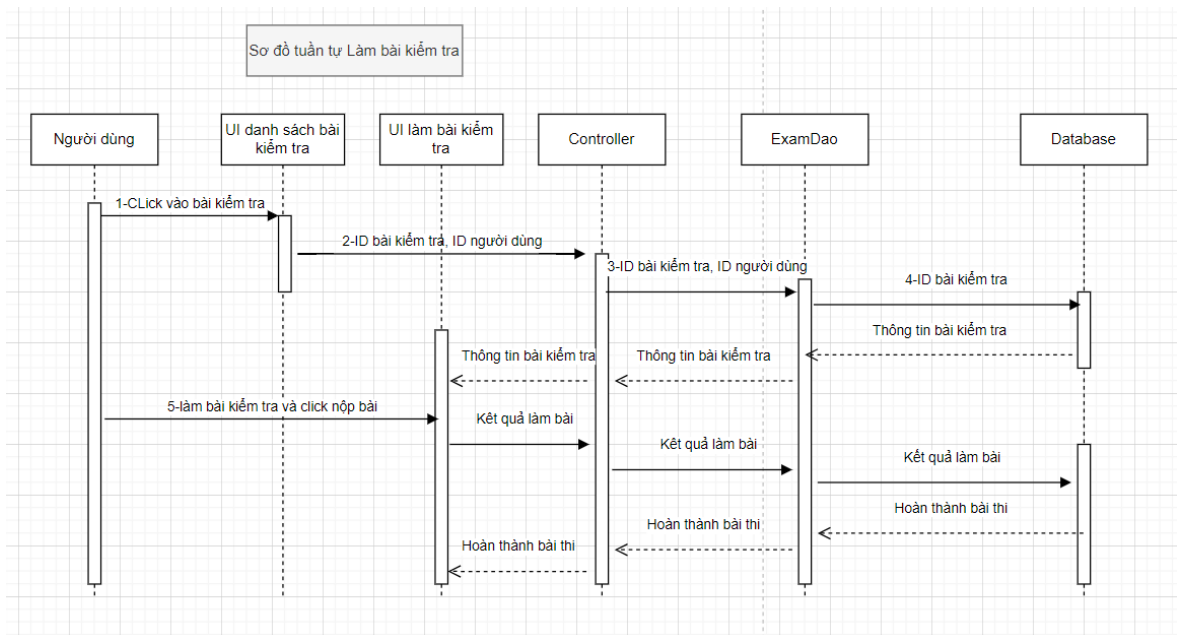 Sơ đồ tuần tự Làm bài kiểm tra
Người dùng
UI danh sách bài
kiểm tra
UI làm bài kiểm
tra
Controller
ExamDao
Database
1-CLick vào bài kiểm tra
2-ID bài kiểm tra, ID người dùng
3-ID bài kiểm tra, ID người dùng
4-ID bài kiểm tra
Thông tin bài kiểm tra
Thông tin bài kiểm tra
Thông tin bài kiểm tra
5-làm bài kiểm tra và click nộp bài
Kêt quả làm bài
Kêt quả làm bài
Kết quả làm bài
Hoàn thành bài thi
Hoàn thành bài thi
Hoàn thành bài thi